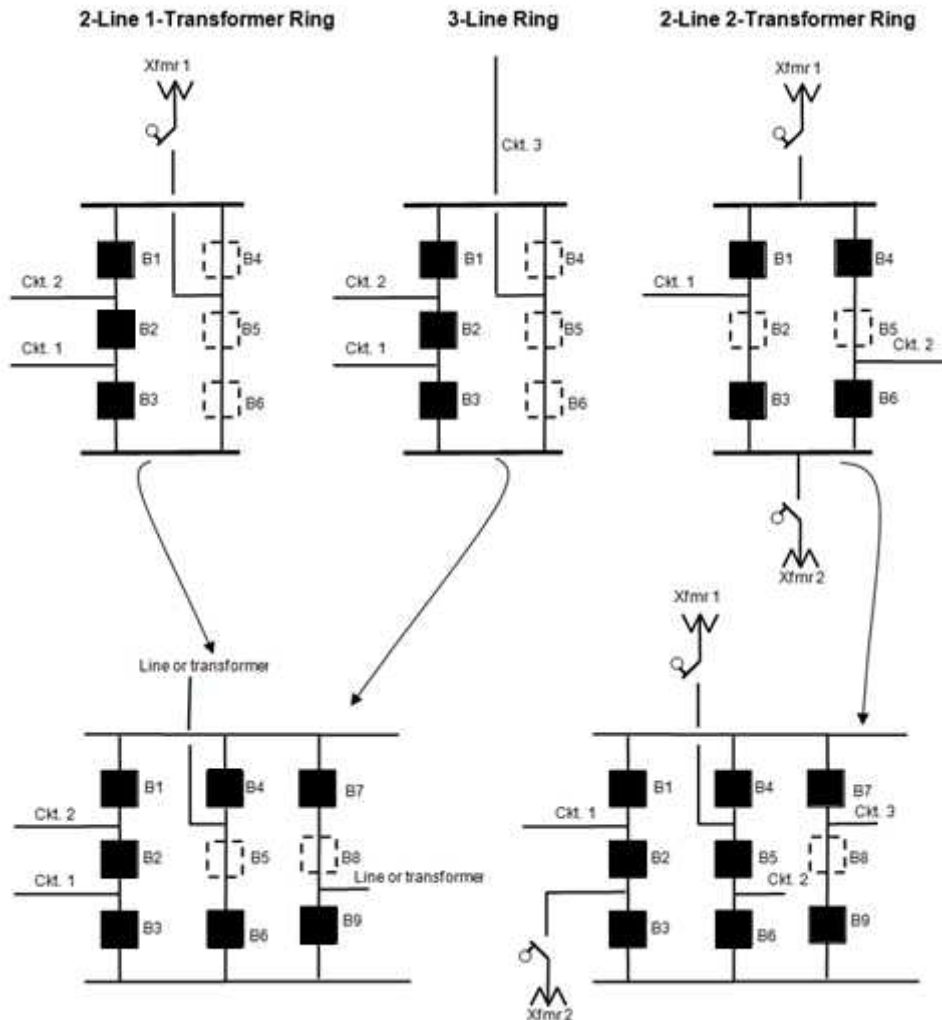 2-Line 1-Transformer Ring
3-Line Ring
2-Line 2-Transformer Ring
Xfmr 1
Ckt. 2
Ckt. 1
B1
B2
B3
B4
B5
B6
Ckt. 3
Ckt. 2
Ckt. 1
B1
B2
B3
B4
B5
B6
Xfmr 1
Ckt. 1
B1
B2
B3
B4
B5
Ckt. 2
B6
Xfmr 2
Line or transformer
Ckt. 2
Ckt. 1
B1
B2
B3
B4
B5
B6
B7
B8
Line or transformer
B9
Xfmr 1
Ckt. 1
B1
B2
B3
B4
B5
Ckt. 2
B6
B7
Ckt. 3
B8
B9
Xfmr 2